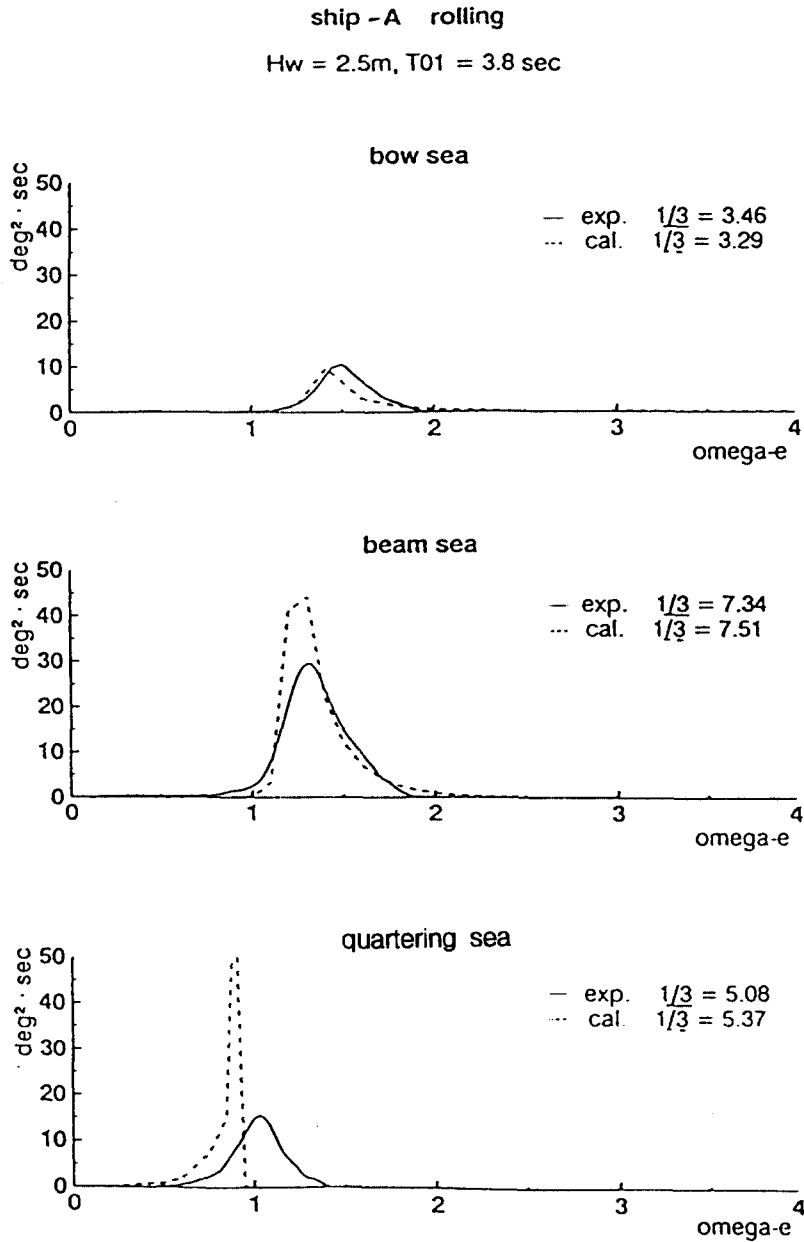 ship – A rolling
Hw = 2.5m, T01 = 3.8 sec
bow sea
deg² · sec
50
40
30
20
10
0
— exp. 1/3 = 3.46
--- cal. 1/3 = 3.29
0 1 2 3 4
omega-e
beam sea
deg² · sec
50
40
30
20
10
0
— exp. 1/3 = 7.34
--- cal. 1/3 = 7.51
0 1 2 3 4
omega-e
quartering sea
deg² · sec
50
40
30
20
10
0
— exp. 1/3 = 5.08
--- cal. 1/3 = 5.37
0 1 2 3 4
omega-e